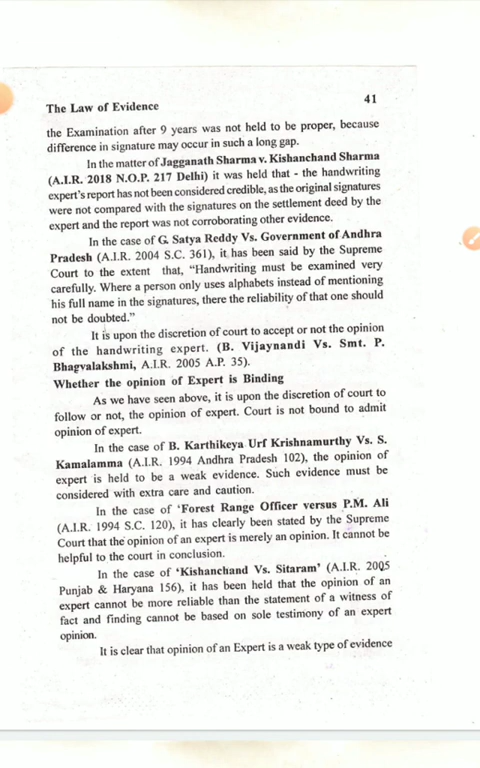 The Law of Evidence 41
the Examination after 9 years was not held to be proper, because
difference in signature may occur in such a long gap.
In the matter of Jagganath Sharma v. Kishanchand Sharma
(A.I.R. 2018 N.O.P. 217 Delhi) it was held that - the handwriting
expert's report has not been considered credible, as the original signatures
were not compared with the signatures on the settlement deed by the
expert and the report was not corroborating other evidence.
In the case of G. Satya Reddy Vs. Government of Andhra
Pradesh (A.I.R. 2004 S.C. 361), it has been said by the Supreme
Court to the extent that, “Handwriting must be examined very
carefully. Where a person only uses alphabets instead of mentioning
his full name in the signatures, there the reliability of that one should
not be doubted.”
It is upon the discretion of court to accept or not the opinion
of the handwriting expert. (B. Vijaynandi Vs. Smt. P.
Bhagvalakshmi, A.I.R. 2005 A.P. 35).
Whether the opinion of Expert is Binding
As we have seen above, it is upon the discretion of court to
follow or not, the opinion of expert. Court is not bound to admit
opinion of expert.
In the case of B. Karthikeya Urf Krishnamurthy Vs. S.
Kamalamma (A.I.R. 1994 Andhra Pradesh 102), the opinion of
expert is held to be a weak evidence. Such evidence must be
considered with extra care and caution.
In the case of ‘Forest Range Officer versus P.M. Ali
(A.I.R. 1994 S.C. 120), it has clearly been stated by the Supreme
Court that the opinion of an expert is merely an opinion. It cannot be
helpful to the court in conclusion.
In the case of ‘Kishanchand Vs. Sitaram’ (A.I.R. 2005
Punjab & Haryana 156), it has been held that the opinion of an
expert cannot be more reliable than the statement of a witness of
fact and finding cannot be based on sole testimony of an expert
opinion.
It is clear that opinion of an Expert is a weak type of evidence